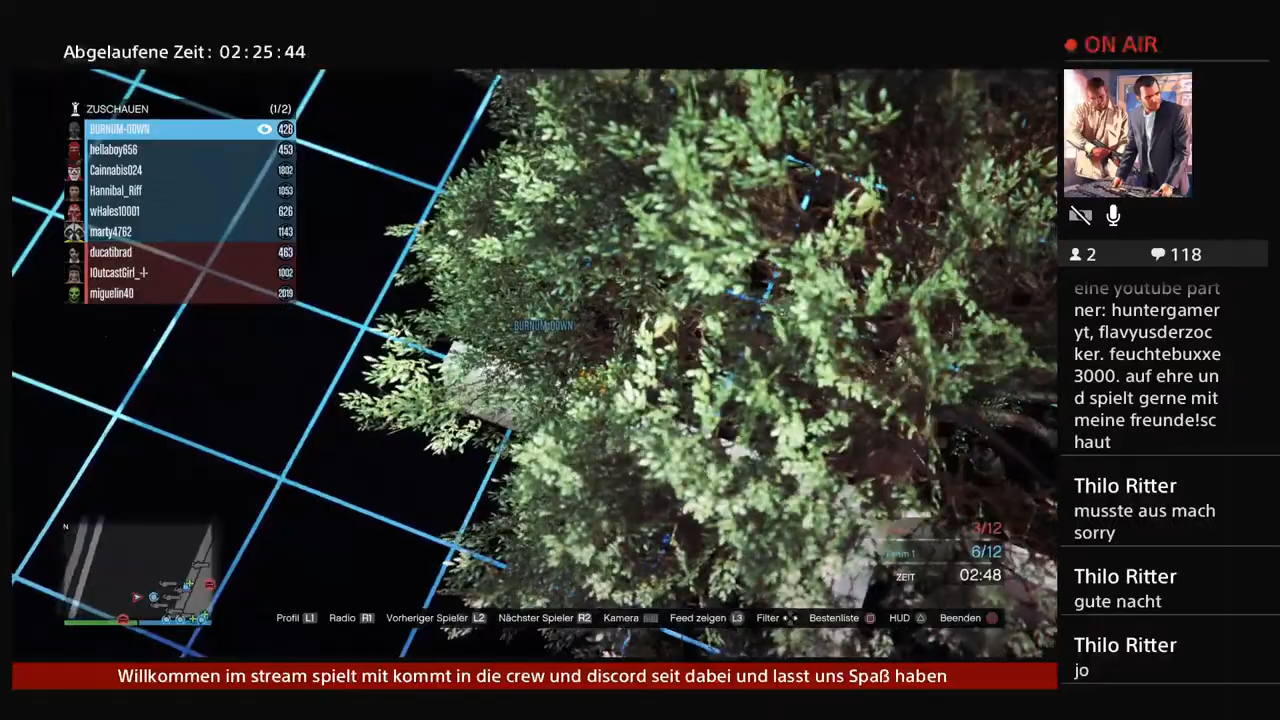 Abgelaufene Zeit: 02:25:44
ON AIR
ZUSCHAUEN (1/2)
BURNUM-DOWN 428
hellaboy656 453
Cainnabis024 1802
Hannibal_Riff 1053
wHales10001 626
marty4762 1143
ducatibrad 463
IOutcastGirl_-I- 1002
miguelin40 2019
BURNUM-DOWN
N
3/12
Team 1 6/12
ZEIT 02:48
Profil L1 Radio R1 Vorheriger Spieler L2 Nächster Spieler R2 Kamera Feed zeigen L3 Filter Bestenliste HUD Beenden
Willkommen im stream spielt mit kommt in die crew und discord seit dabei und lasst uns Spaß haben
2 118
eine youtube part
ner: huntergamer
yt, flavyusderzoc
ker. feuchtebuxxe
3000. auf ehre un
d spielt gerne mit
meine freunde!sc
haut
Thilo Ritter
musste aus mach
sorry
Thilo Ritter
gute nacht
Thilo Ritter
jo